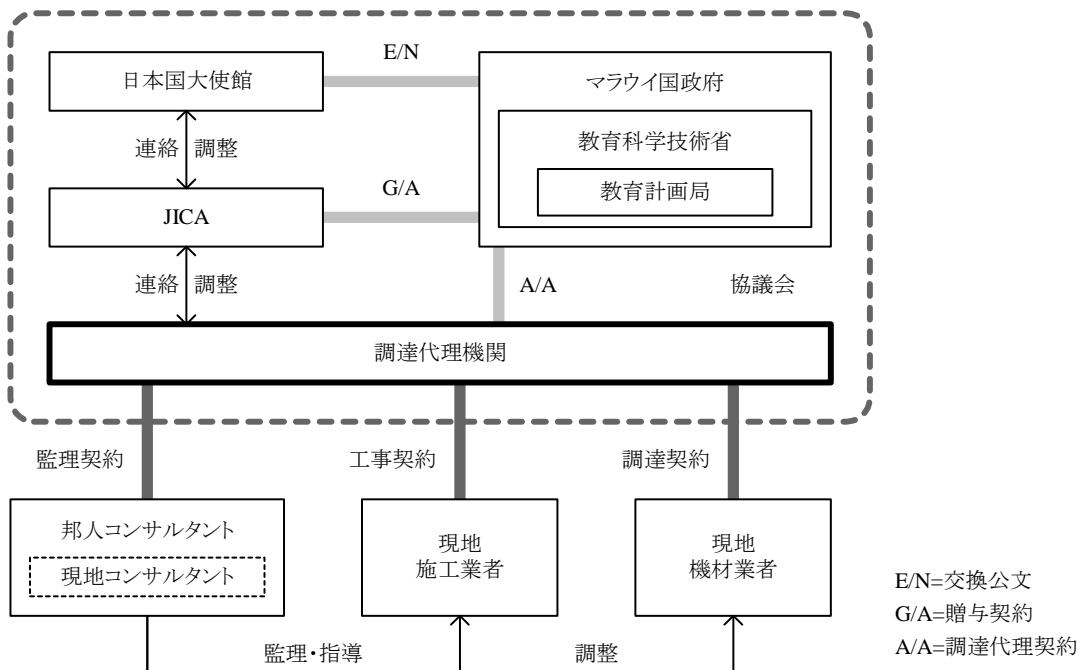 E/N
日本国大使館
マラウイ国政府
教育科学技術省
連絡 調整
教育計画局
G/A
JICA
連絡 調整
A/A
協議会
調達代理機関
監理契約
工事契約
調達契約
邦人コンサルタント
現地コンサルタント
現地
施工業者
現地
機材業者
監理・指導
調整
E/N=交換公文
G/A=贈与契約
A/A=調達代理契約